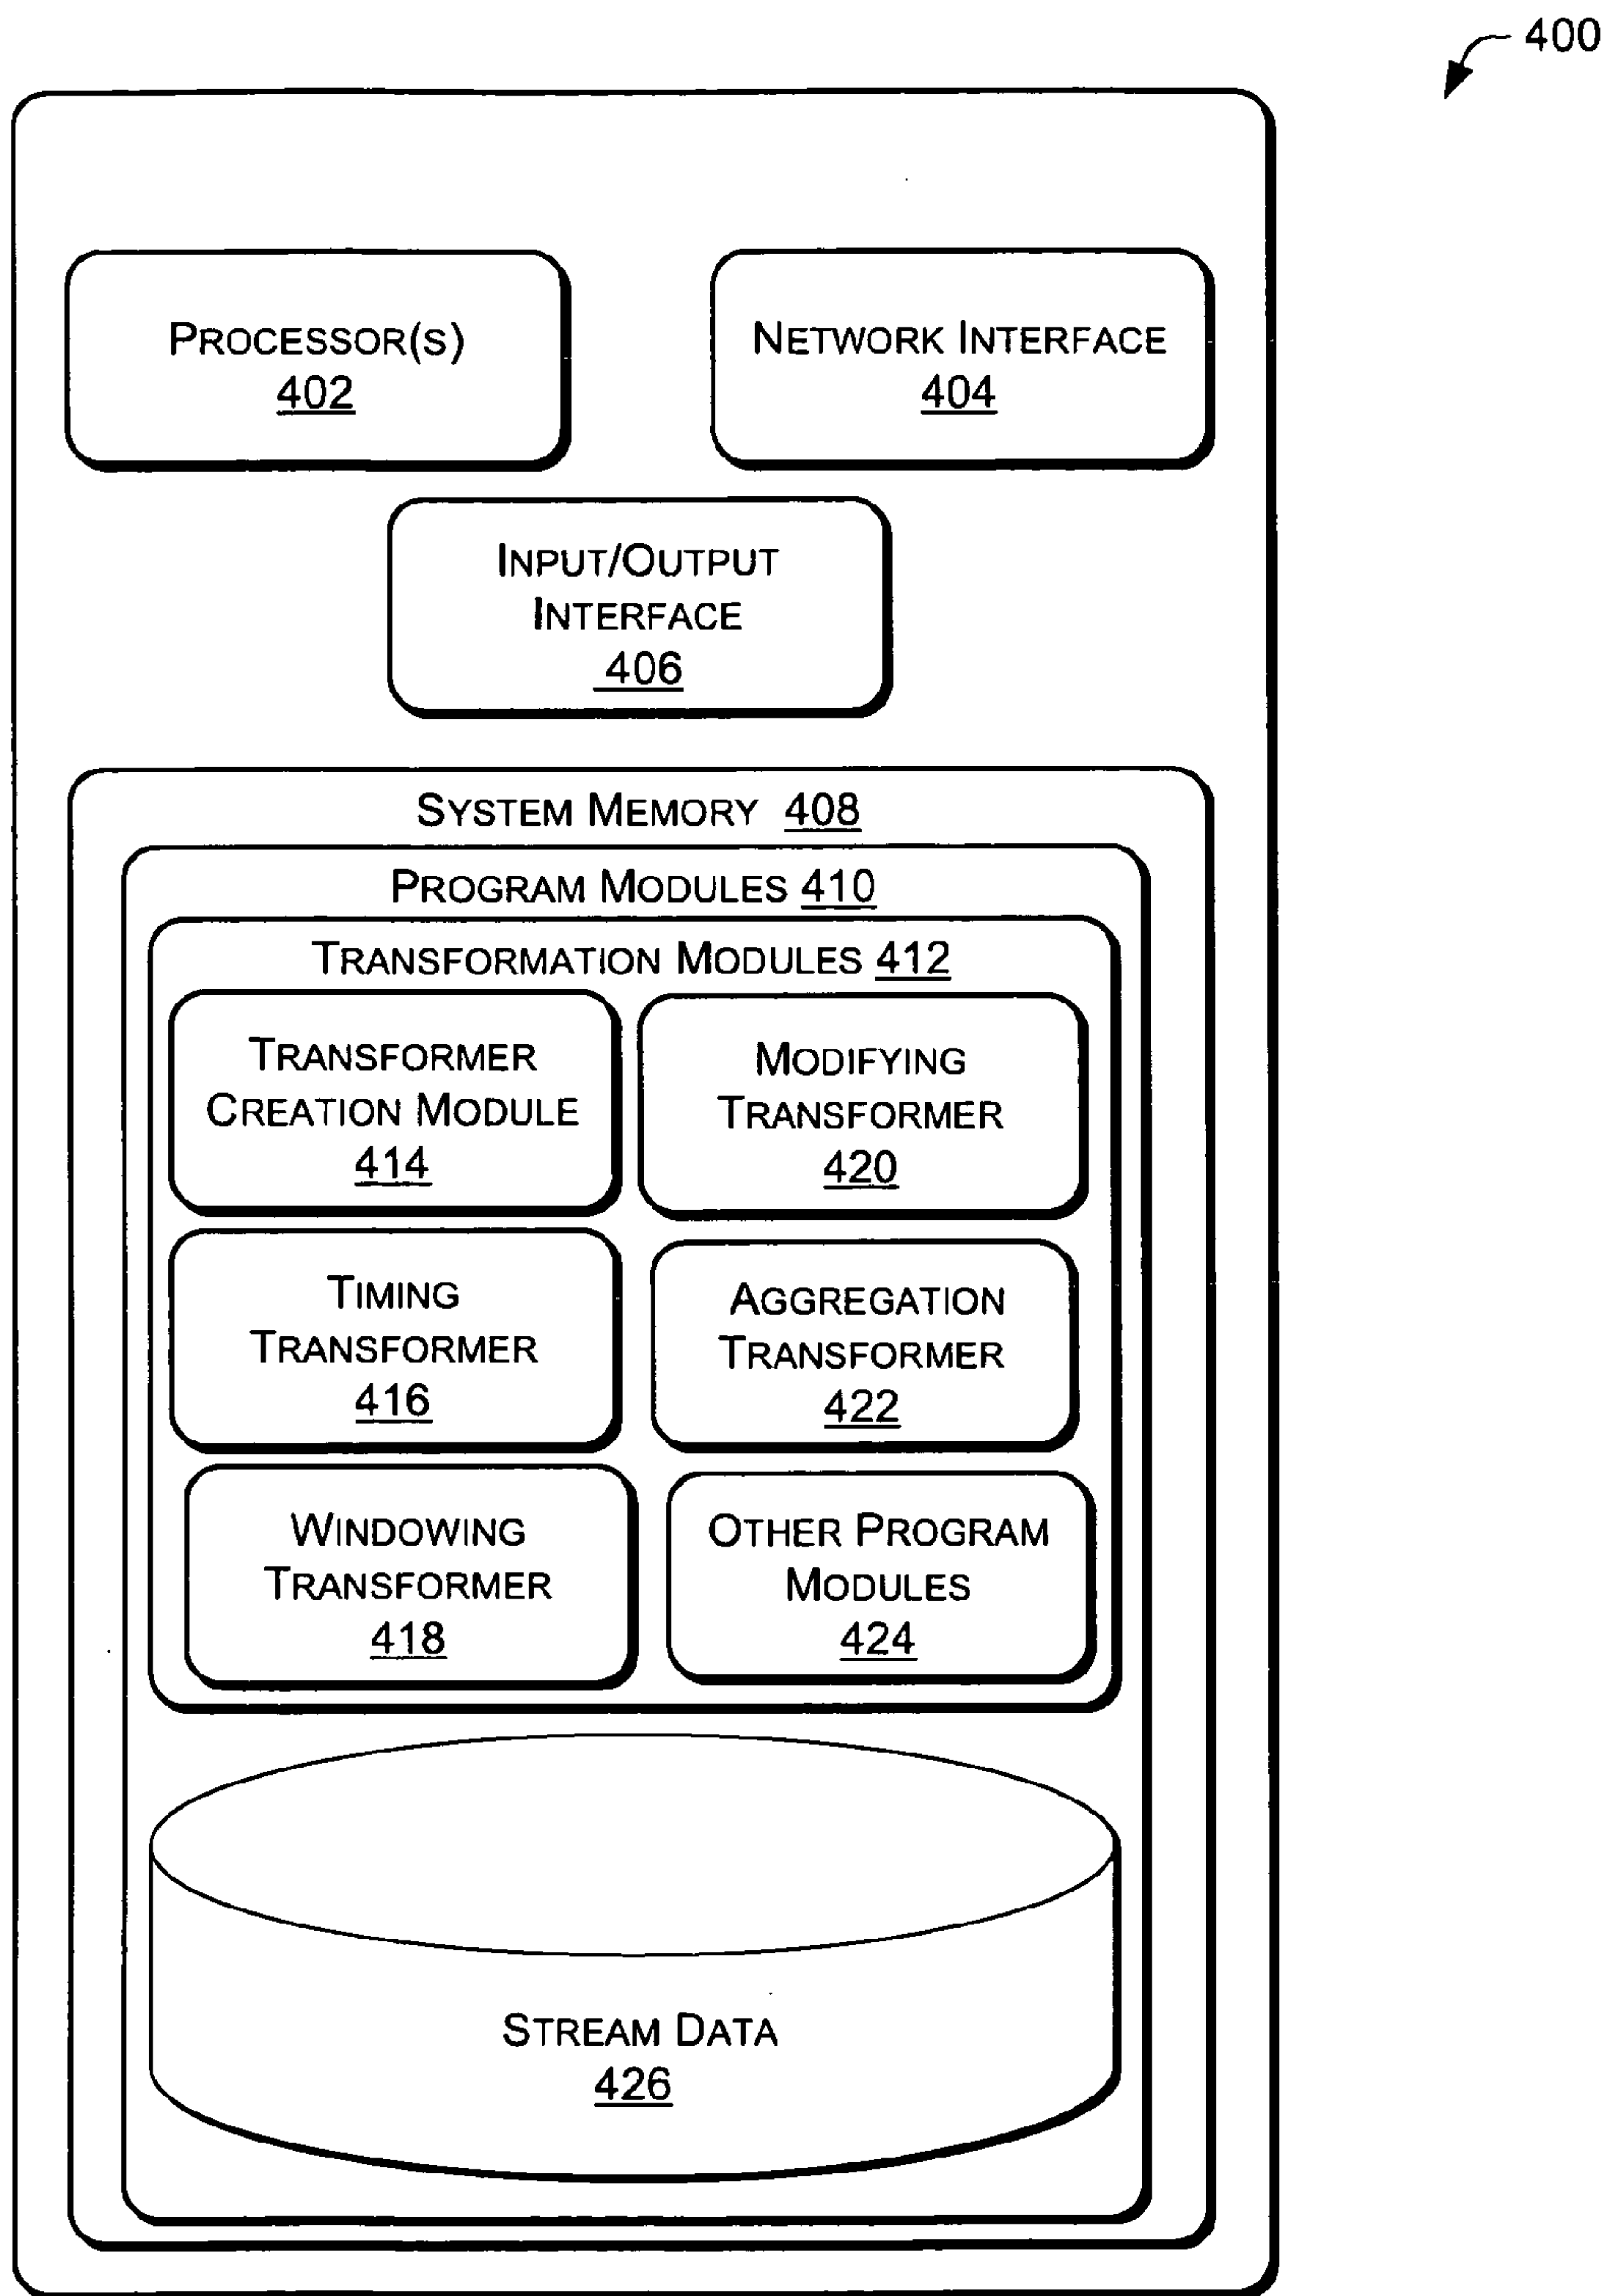 400
PROCESSOR(S)
402
NETWORK INTERFACE
404
INPUT/OUTPUT
INTERFACE
406
SYSTEM MEMORY 408
PROGRAM MODULES 410
TRANSFORMATION MODULES 412
TRANSFORMER
CREATION MODULE
414
MODIFYING
TRANSFORMER
420
TIMING
TRANSFORMER
416
AGGREGATION
TRANSFORMER
422
WINDOWING
TRANSFORMER
418
OTHER PROGRAM
MODULES
424
STREAM DATA
426